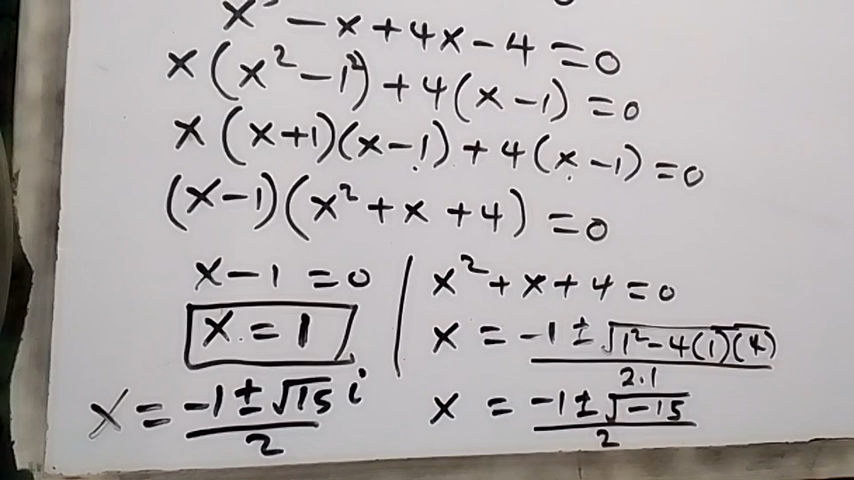 x³ − x + 4x − 4 = 0
x(x² − 1²) + 4(x − 1) = 0
x(x+1)(x−1) + 4(x−1) = 0
(x−1)(x² + x + 4) = 0
x − 1 = 0 | x² + x + 4 = 0
x = 1 | x = (−1 ± √(1² − 4(1)(4)))/2.1
x = (−1 ± √15 i)/2 x = (−1 ± √−15)/2